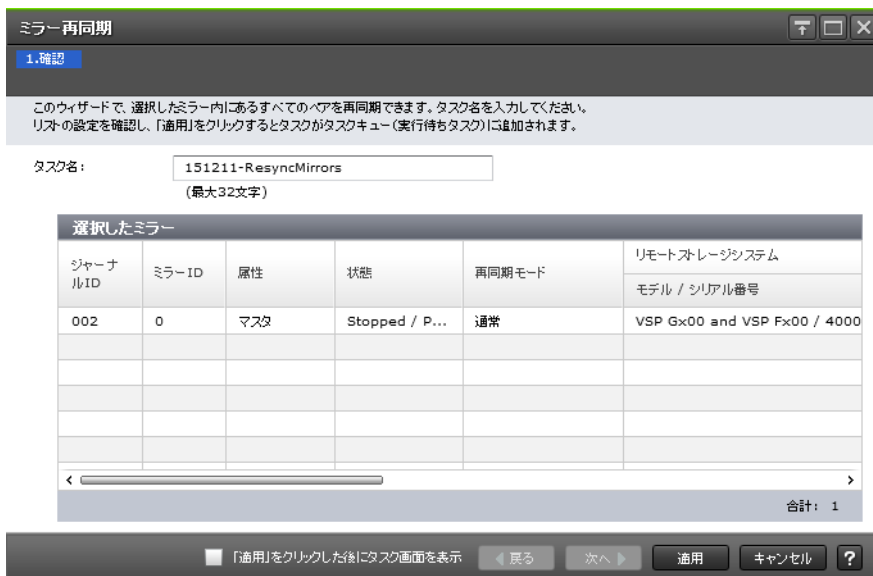 ミラー再同期
1.確認
このウィザードで、選択したミラー内にあるすべてのペアを再同期できます。タスク名を入力してください。
リストの設定を確認し、「適用」をクリックするとタスクがタスクキュー(実行待ちタスク)に追加されます。
タスク名:
151211-ResyncMirrors
(最大32文字)
選択したミラー
ジャーナルID
ミラーID
属性
状態
再同期モード
リモートストレージシステム
モデル / シリアル番号
002
0
マスタ
Stopped / P...
通常
VSP Gx00 and VSP Fx00 / 4000
合計: 1
「適用」をクリックした後にタスク画面を表示
戻る
次へ
適用
キャンセル
?